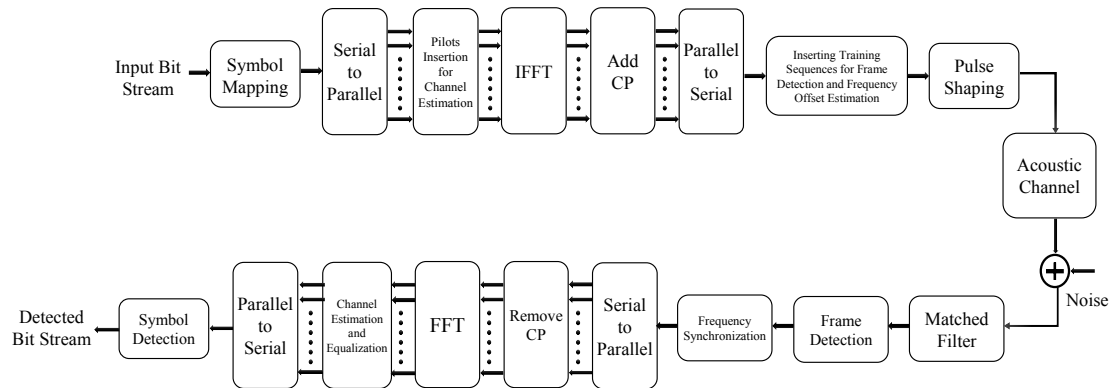 Input Bit
Stream
Symbol
Mapping
Serial
to
Parallel
Pilots
Insertion
for
Channel
Estimation
IFFT
Add
CP
Parallel
to
Serial
Inserting Training
Sequences for Frame
Detection and Frequency
Offset Estimation
Pulse
Shaping
Acoustic
Channel
+
Noise
Matched
Filter
Frame
Detection
Frequency
Synchronization
Serial
to
Parallel
Remove
CP
FFT
Channel
Estimation
and
Equalization
Parallel
to
Serial
Symbol
Detection
Detected
Bit Stream